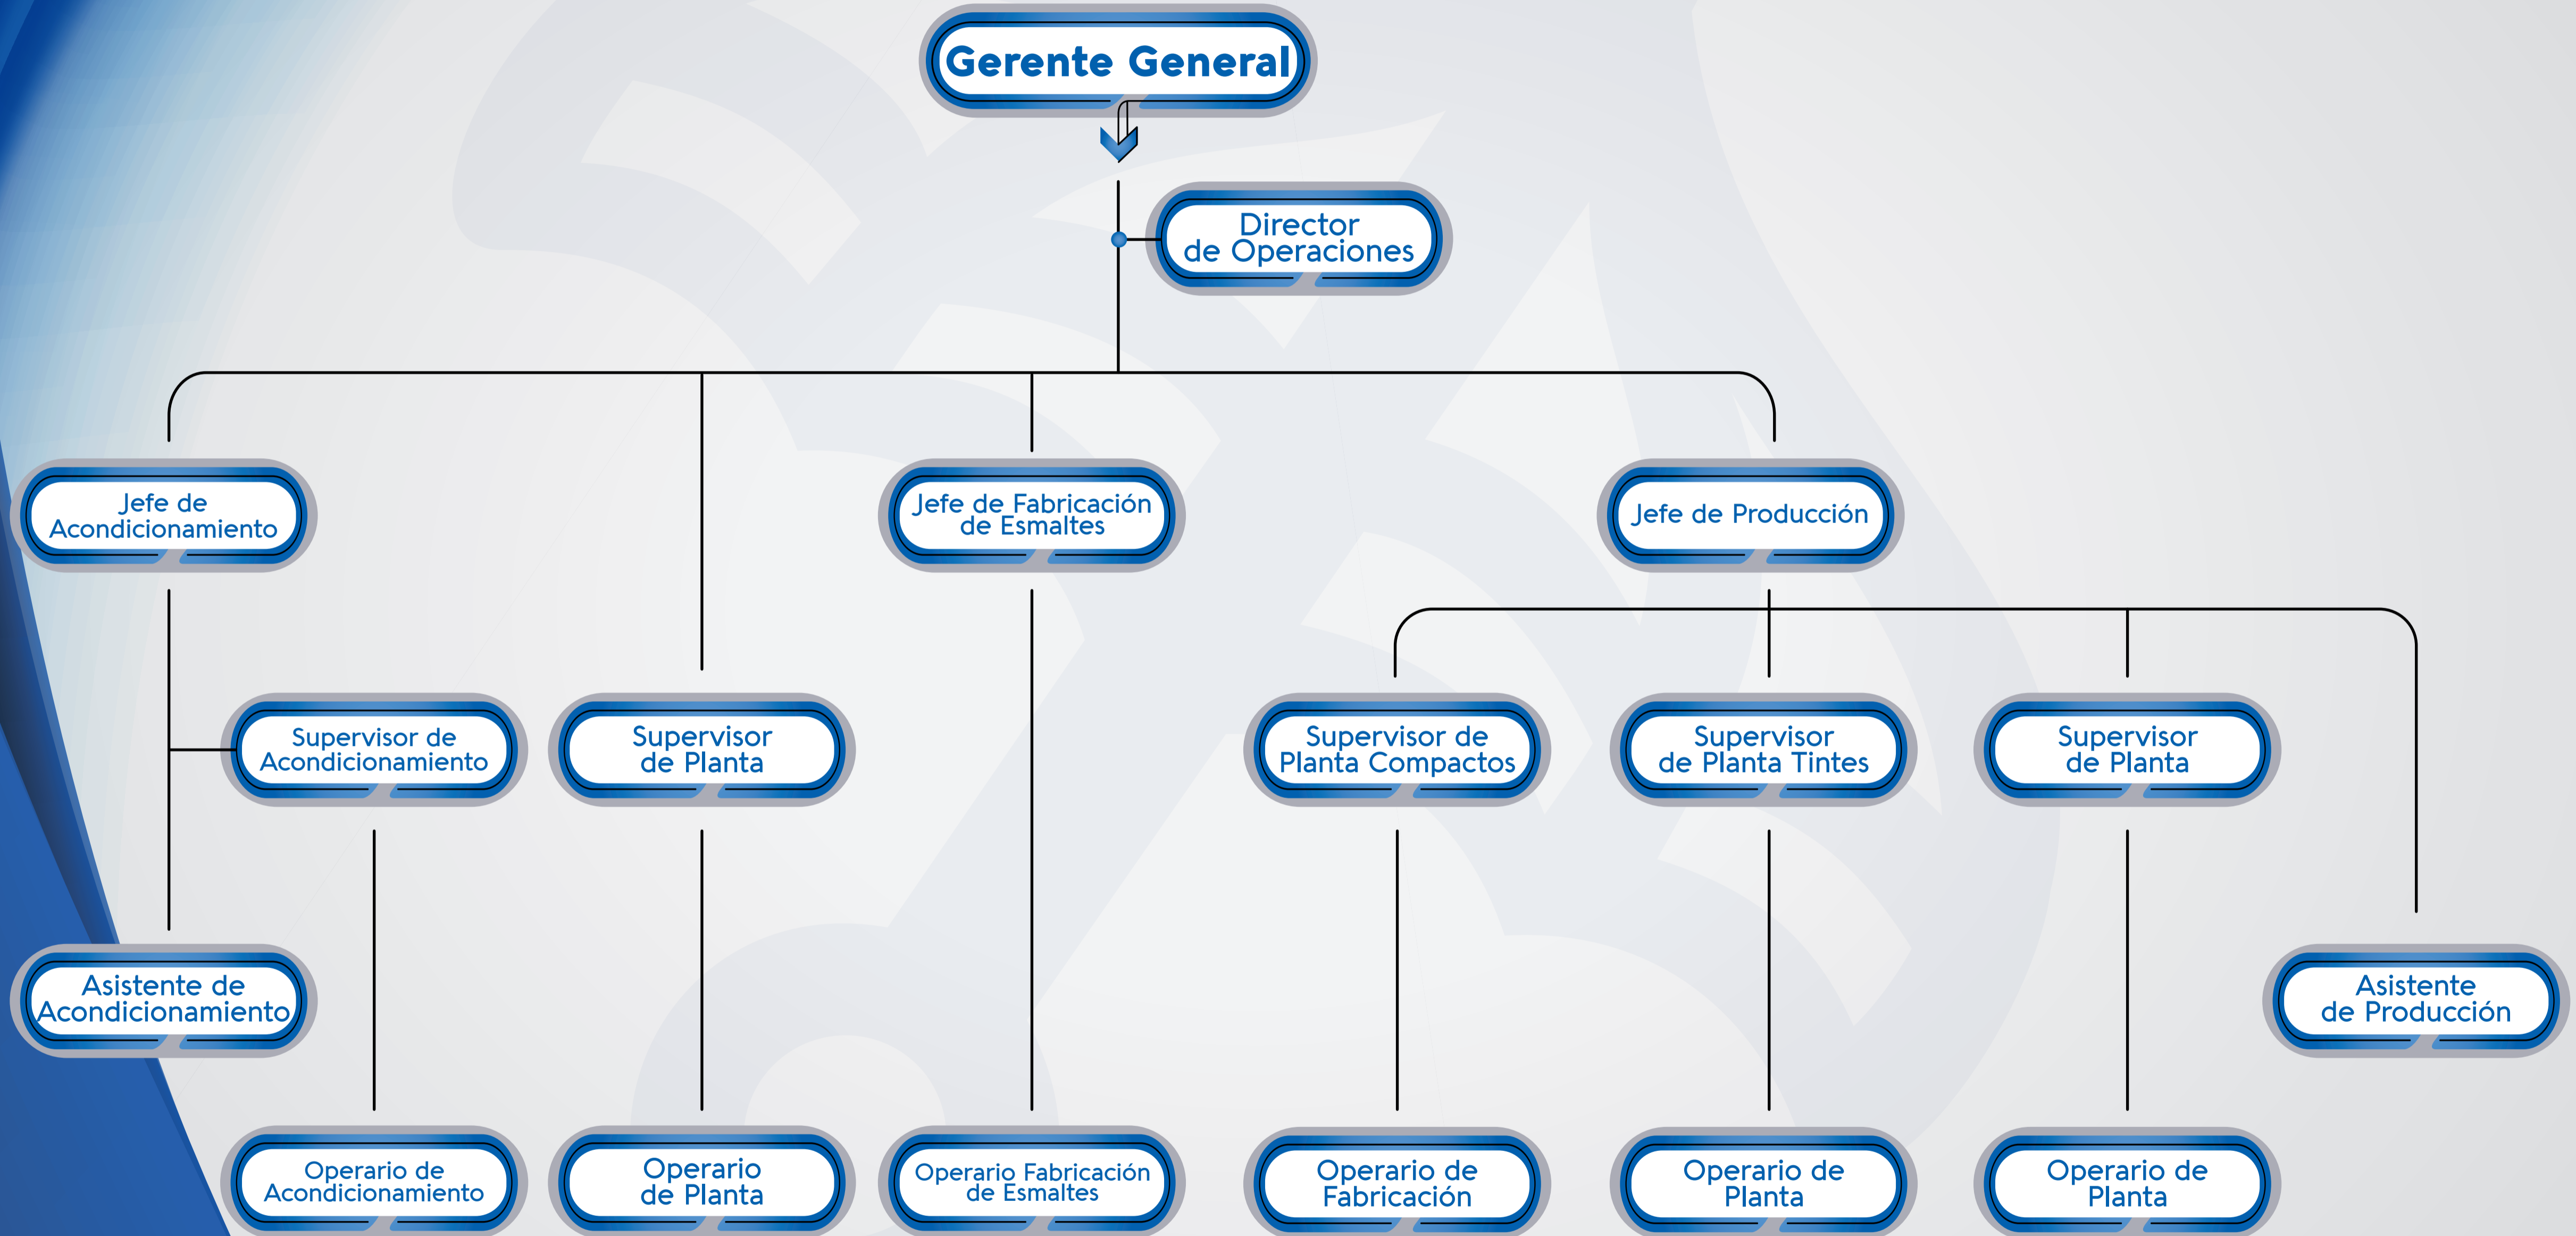 Gerente General
Director
de Operaciones
Jefe de
Acondicionamiento
Jefe de Fabricación
de Esmaltes
Jefe de Producción
Supervisor de
Acondicionamiento
Supervisor
de Planta
Supervisor de
Planta Compactos
Supervisor
de Planta Tintes
Supervisor
de Planta
Asistente de
Acondicionamiento
Asistente
de Producción
Operario de
Acondicionamiento
Operario
de Planta
Operario Fabricación
de Esmaltes
Operario de
Fabricación
Operario de
Planta
Operario de
Planta